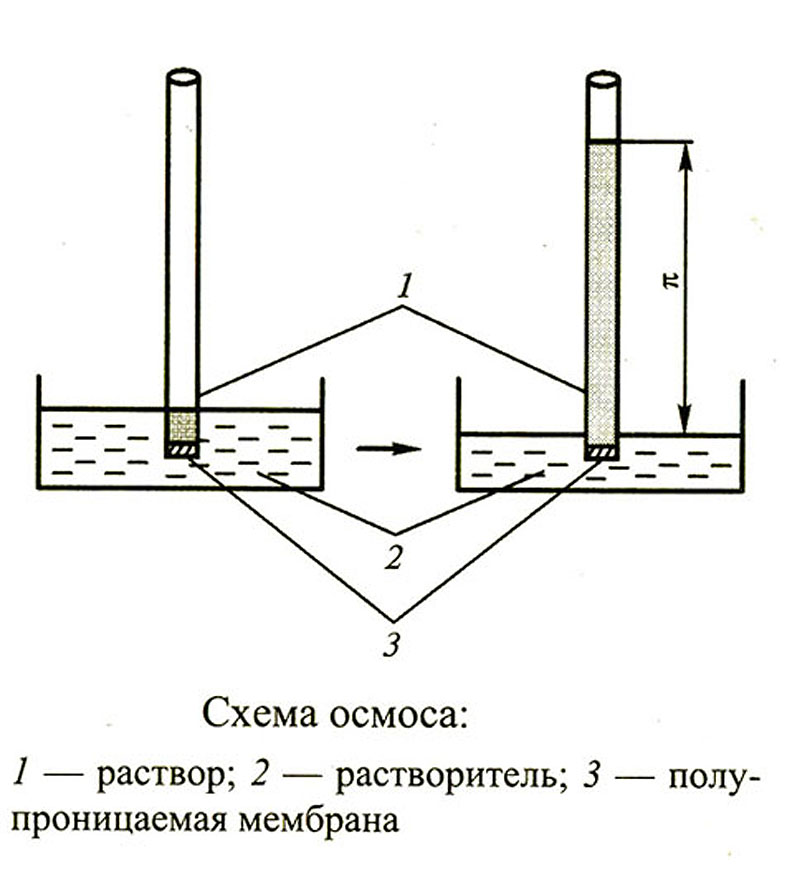 1
π
2
3
Схема осмоса:
1 — раствор; 2 — растворитель; 3 — полу-
проницаемая мембрана